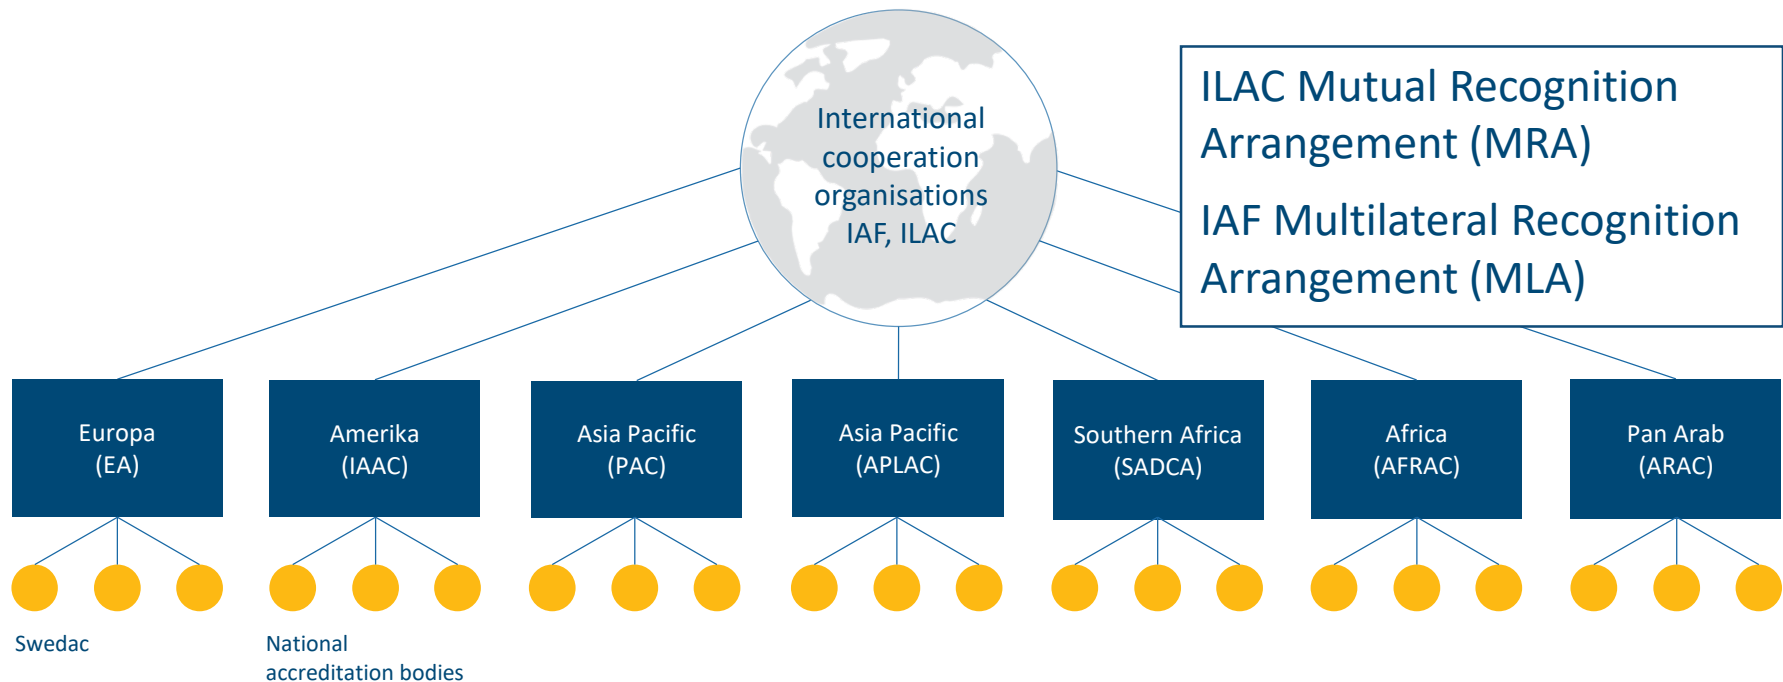 International
cooperation
organisations
IAF, ILAC
ILAC Mutual Recognition
Arrangement (MRA)
IAF Multilateral Recognition
Arrangement (MLA)
Europa
(EA)
Amerika
(IAAC)
Asia Pacific
(PAC)
Asia Pacific
(APLAC)
Southern Africa
(SADCA)
Africa
(AFRAC)
Pan Arab
(ARAC)
Swedac
National
accreditation bodies